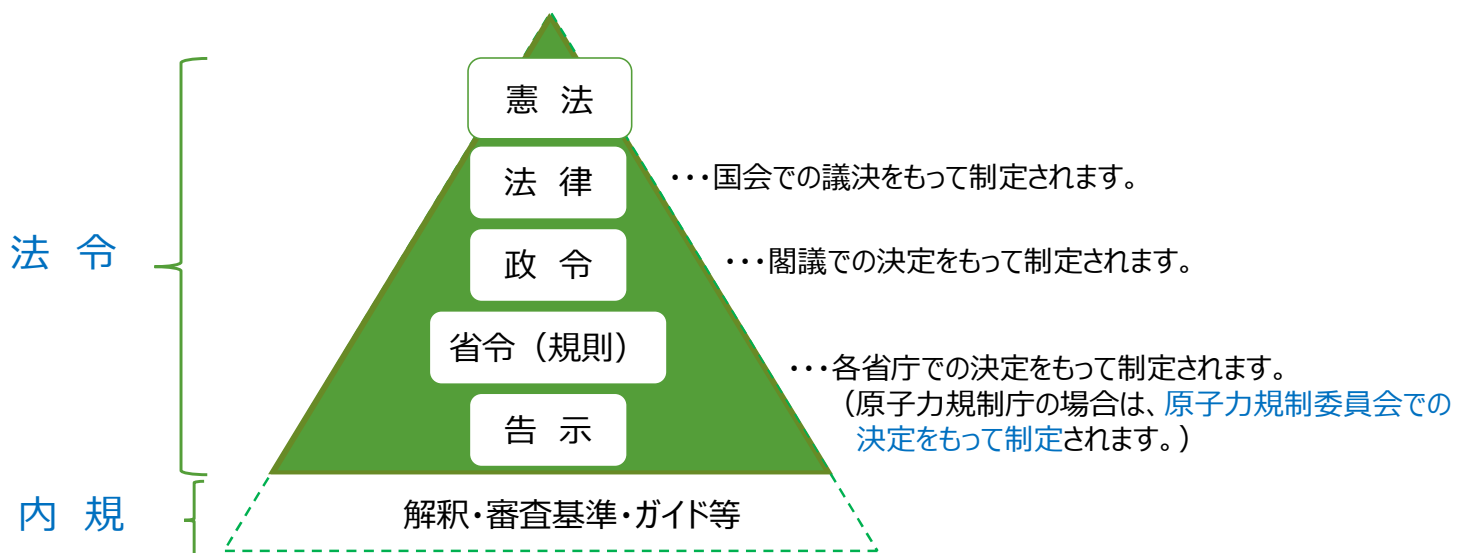 憲 法
法 律
・・・国会での議決をもって制定されます。
法 令
政 令
・・・閣議での決定をもって制定されます。
省令（規則）
・・・各省庁での決定をもって制定されます。
（原子力規制庁の場合は、原子力規制委員会での
決定をもって制定されます。）
告 示
内 規
解釈・審査基準・ガイド等